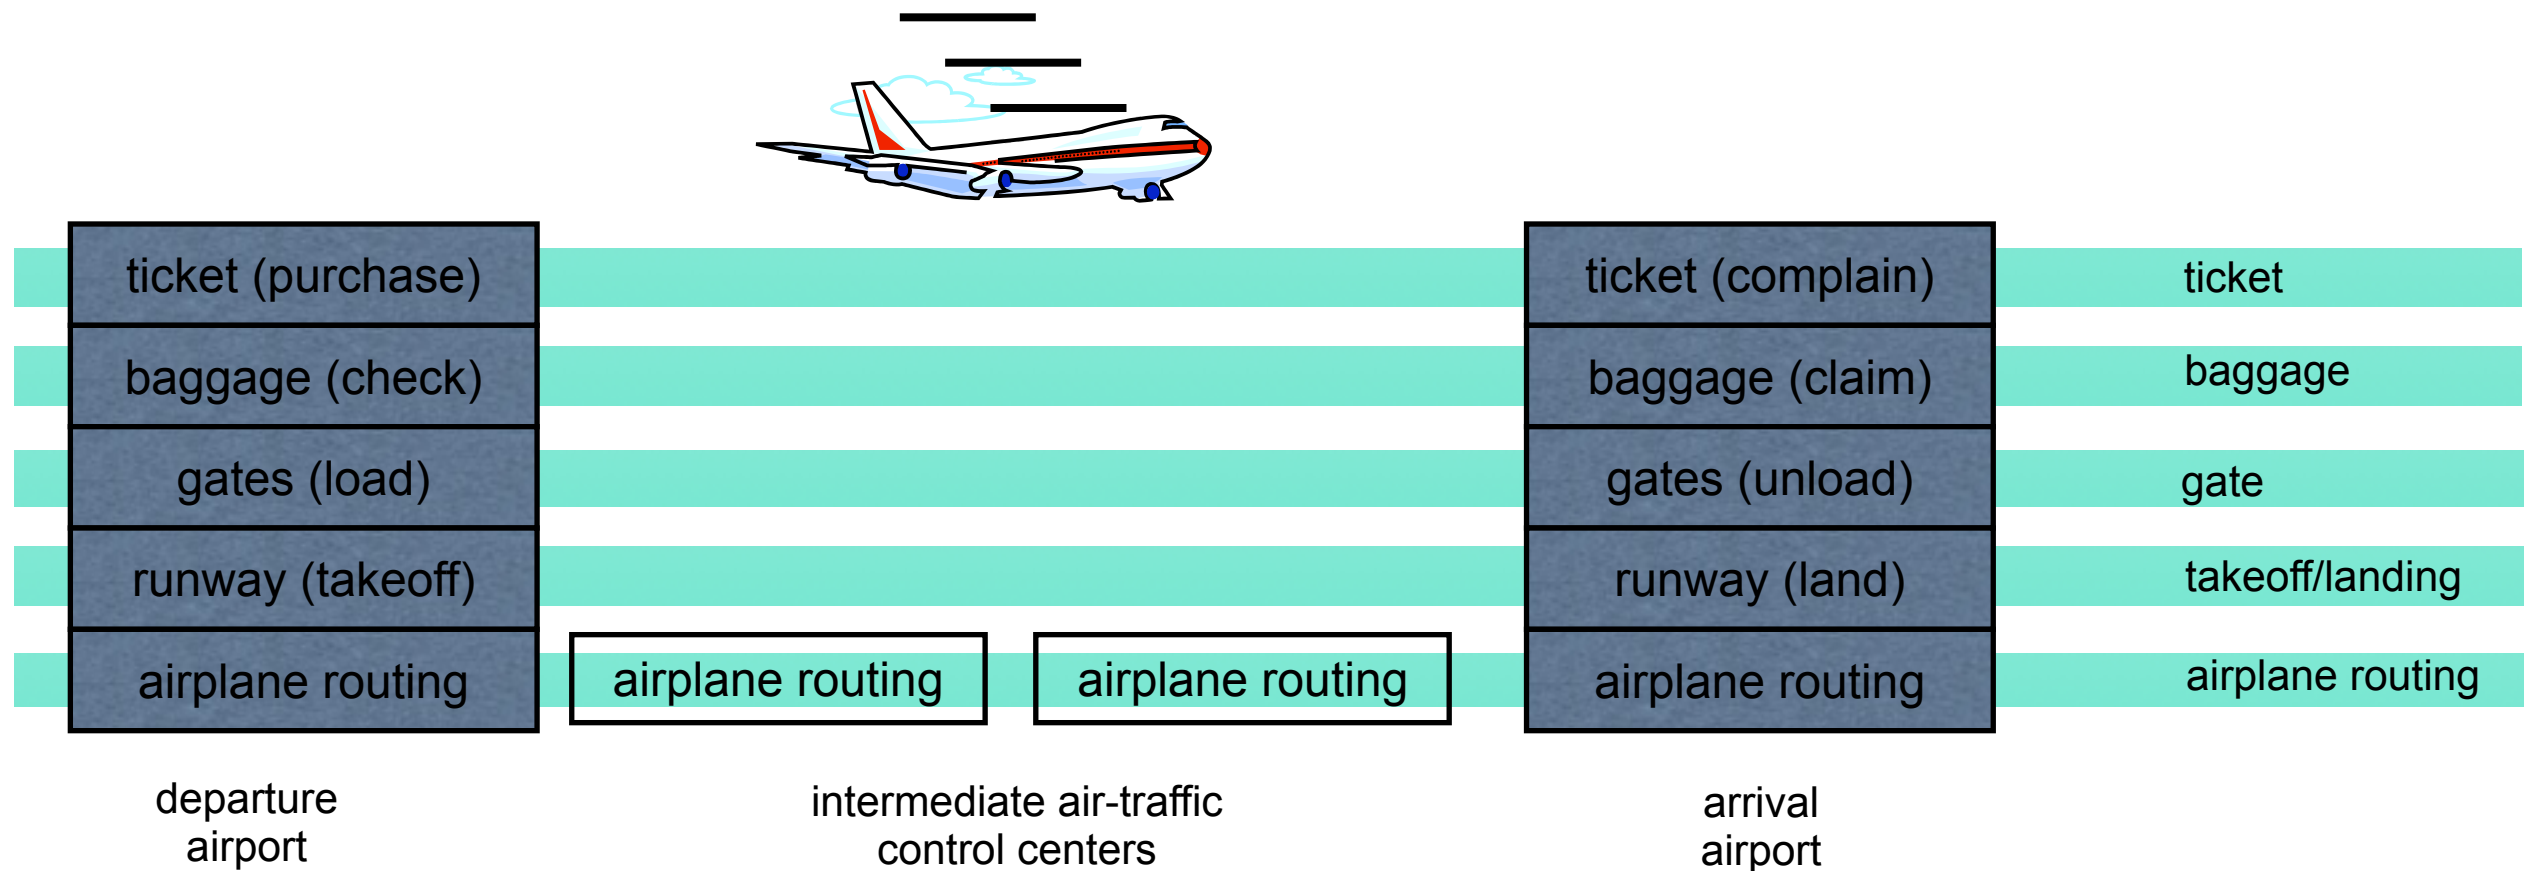 ticket (purchase)
ticket (complain)
ticket
baggage (check)
baggage (claim)
baggage
gates (load)
gates (unload)
gate
runway (takeoff)
runway (land)
takeoff/landing
airplane routing
airplane routing
airplane routing
airplane routing
airplane routing
departure
airport
intermediate air-traffic
control centers
arrival
airport